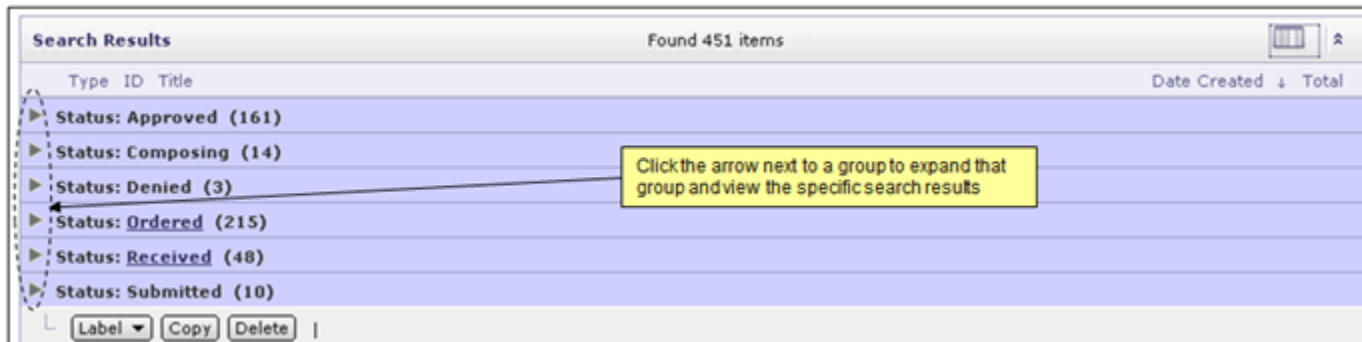 Search Results Found 451 items
Type ID Title Date Created ↓ Total
Status: Approved (161)
Status: Composing (14)
Click the arrow next to a group to expand that
group and view the specific search results
Status: Denied (3)
Status: Ordered (215)
Status: Received (48)
Status: Submitted (10)
Label Copy Delete |